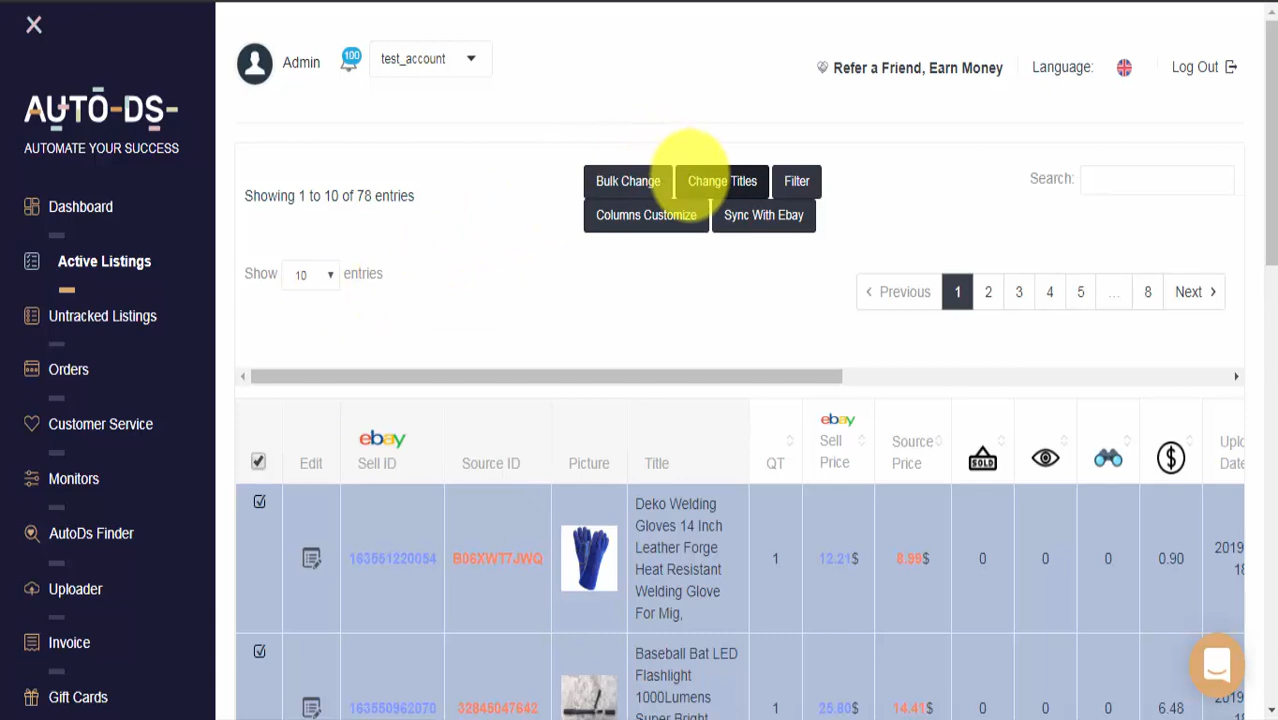 Admin
100
test_account
Refer a Friend, Earn Money
Language:
Log Out
AUTO-DS-
AUTOMATE YOUR SUCCESS
Dashboard
Active Listings
Untracked Listings
Orders
Customer Service
Monitors
AutoDs Finder
Uploader
Invoice
Gift Cards
Showing 1 to 10 of 78 entries
Bulk Change
Change Titles
Filter
Columns Customize
Sync With Ebay
Search:
Show 10 entries
Previous 1 2 3 4 5 ... 8 Next
Edit
ebay
Sell ID
Source ID
Picture
Title
QT
ebay
Sell
Price
Source
Price
SOLD
$
Uplo
Date
163551220054
B06XWT7JWQ
Deko Welding
Gloves 14 Inch
Leather Forge
Heat Resistant
Welding Glove
For Mig,
1
12.21$
8.99$
0
0
0
0.90
2019
18
163550962070
32845047642
Baseball Bat LED
Flashlight
1000Lumens
Super Bright
1
25.80$
14.41$
0
0
0
6.48
2019